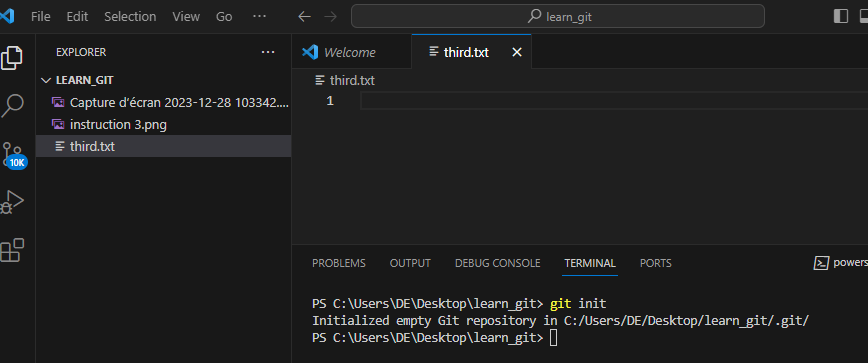 File Edit Selection View Go ··· learn_git
EXPLORER ···
LEARN_GIT
Capture d'écran 2023-12-28 103342....
instruction 3.png
third.txt
10K
Welcome third.txt
third.txt
1
PROBLEMS OUTPUT DEBUG CONSOLE TERMINAL PORTS powers
PS C:\Users\DE\Desktop\learn_git> git init
Initialized empty Git repository in C:/Users/DE/Desktop/learn_git/.git/
PS C:\Users\DE\Desktop\learn_git>